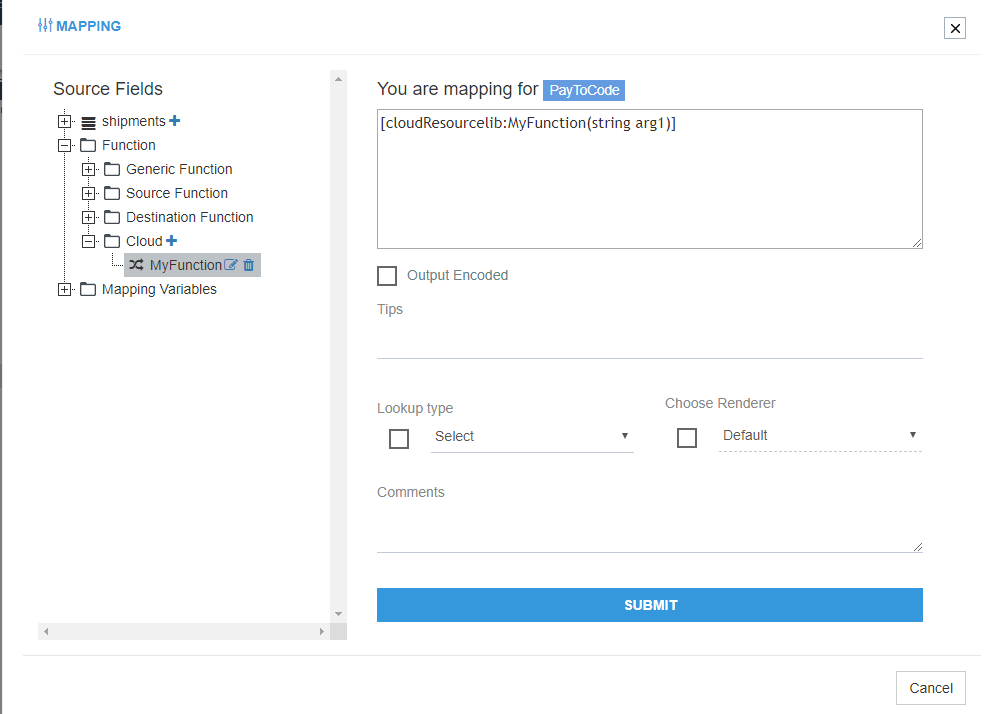 MAPPING
Source Fields
shipments
Function
Generic Function
Source Function
Destination Function
Cloud
MyFunction
Mapping Variables
You are mapping for PayToCode
[cloudResourcelib:MyFunction(string arg1)]
Output Encoded
Tips
Lookup type
Select
Choose Renderer
Default
Comments
SUBMIT
Cancel